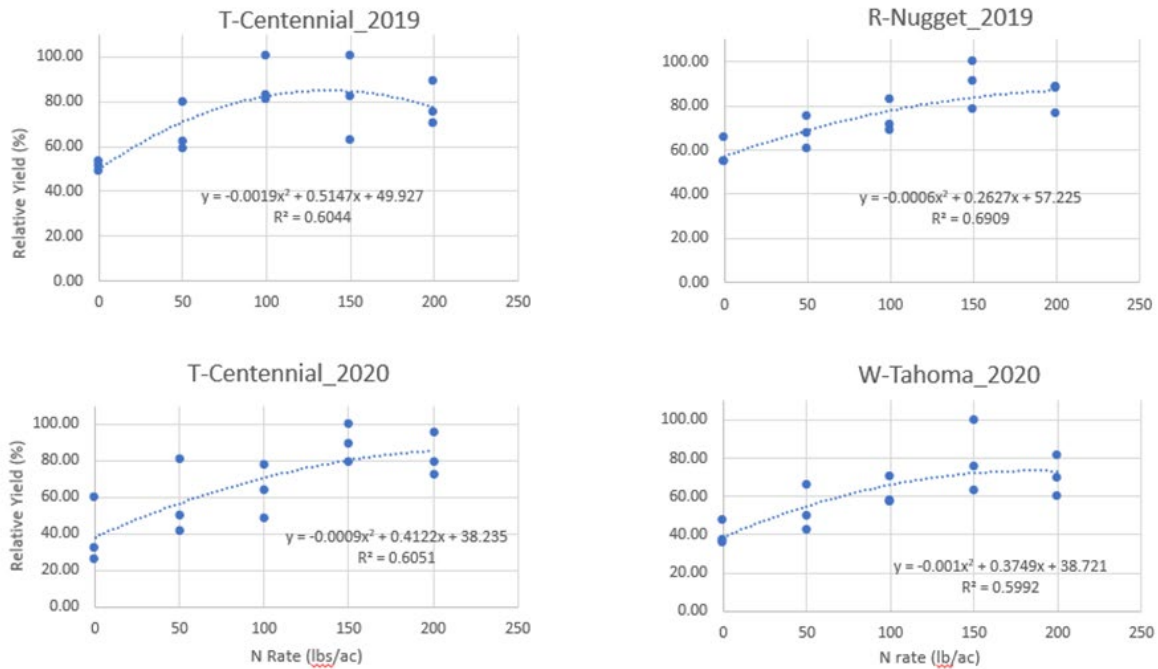 T-Centennial_2019
Relative Yield (%)
100.00
80.00
60.00
40.00
20.00
0.00
y = -0.0019x² + 0.5147x + 49.927
R² = 0.6044
0 50 100 150 200 250
R-Nugget_2019
100.00
80.00
60.00
40.00
20.00
0.00
y = -0.0006x² + 0.2627x + 57.225
R² = 0.6909
0 50 100 150 200 250
T-Centennial_2020
Relative Yield (%)
100.00
80.00
60.00
40.00
20.00
0.00
y = -0.0009x² + 0.4122x + 38.235
R² = 0.6051
0 50 100 150 200 250
N Rate (lbs/ac)
W-Tahoma_2020
100.00
80.00
60.00
40.00
20.00
0.00
y = -0.001x² + 0.3749x + 38.721
R² = 0.5992
0 50 100 150 200 250
N rate (lb/ac)